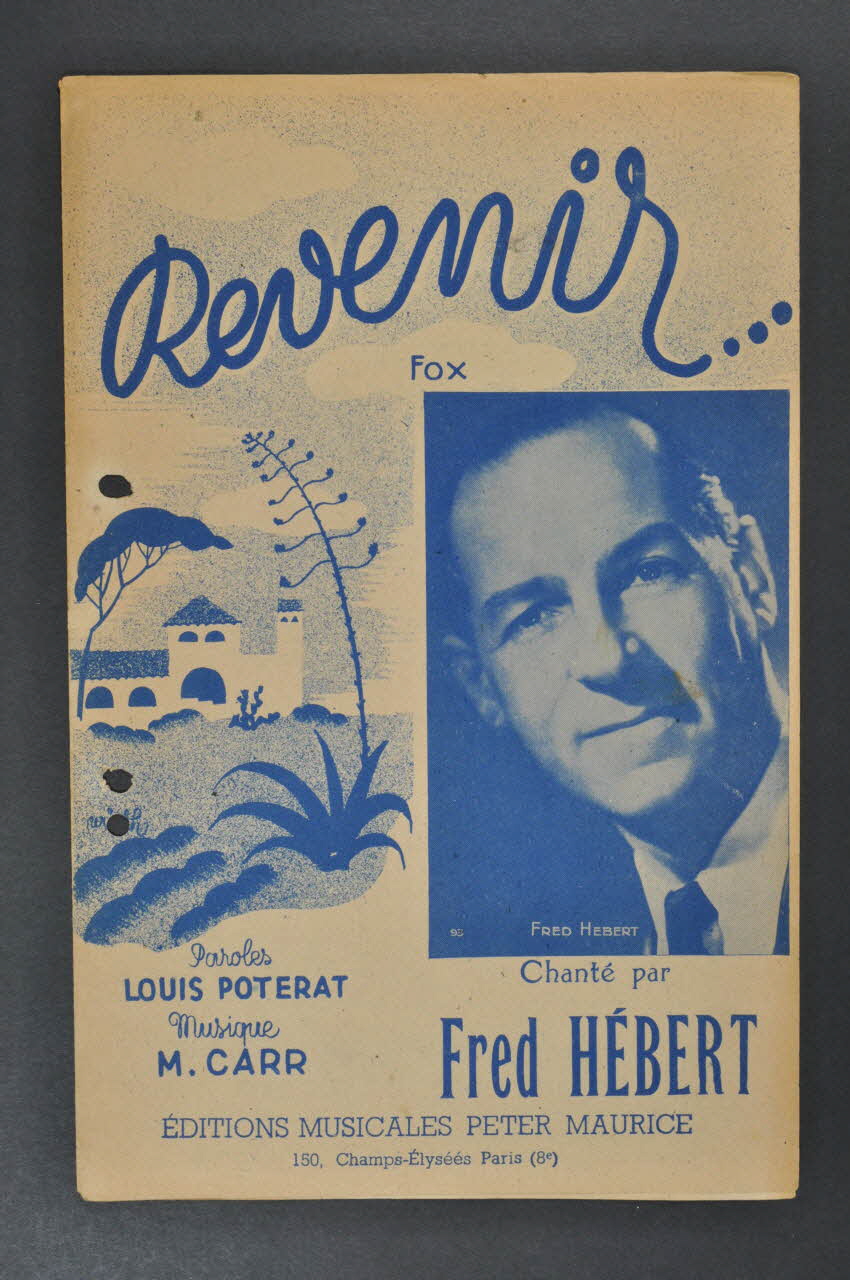 Revenir...
Fox
FRED HEBERT
Paroles
LOUIS POTERAT
Musique
M. CARR
Chanté par
Fred HÉBERT
ÉDITIONS MUSICALES PETER MAURICE
150, Champs-Élyséés Paris (8e)